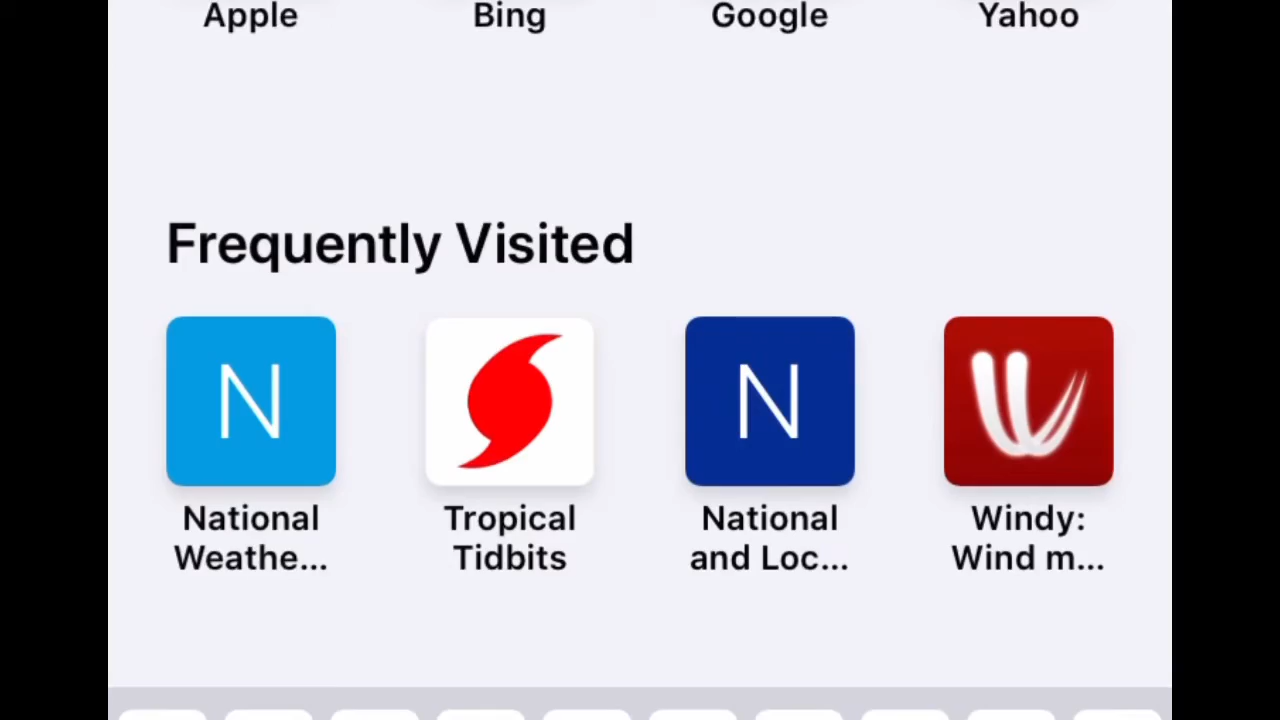 Apple Bing Google Yahoo
Frequently Visited
N N W
National Tropical National Windy:
Weathe... Tidbits and Loc... Wind m...